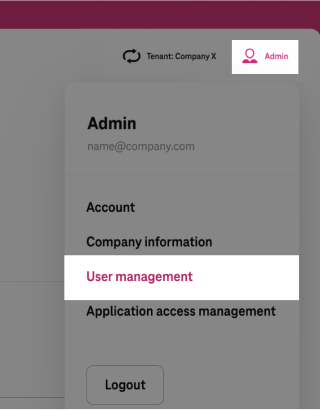 Tenant: Company X
Admin
Admin
name@company.com
Account
Company information
User management
Application access management
Logout